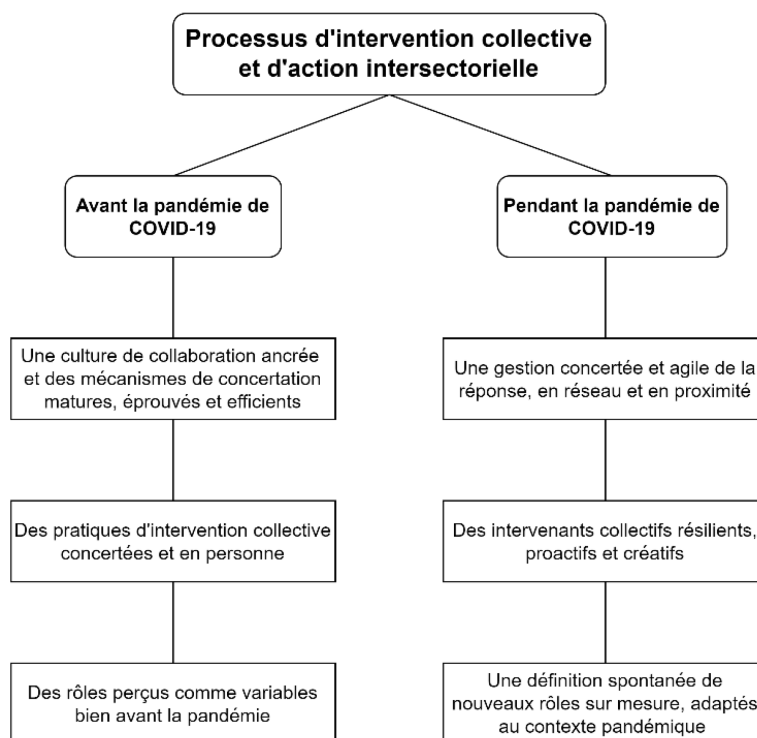 Processus d'intervention collective
et d'action intersectorielle
Avant la pandémie de
COVID-19
Pendant la pandémie de
COVID-19
Une culture de collaboration ancrée
et des mécanismes de concertation
matures, éprouvés et efficients
Une gestion concertée et agile de la
réponse, en réseau et en proximité
Des pratiques d'intervention collective
concertées et en personne
Des intervenants collectifs résilients,
proactifs et créatifs
Des rôles perçus comme variables
bien avant la pandémie
Une définition spontanée de
nouveaux rôles sur mesure, adaptés
au contexte pandémique